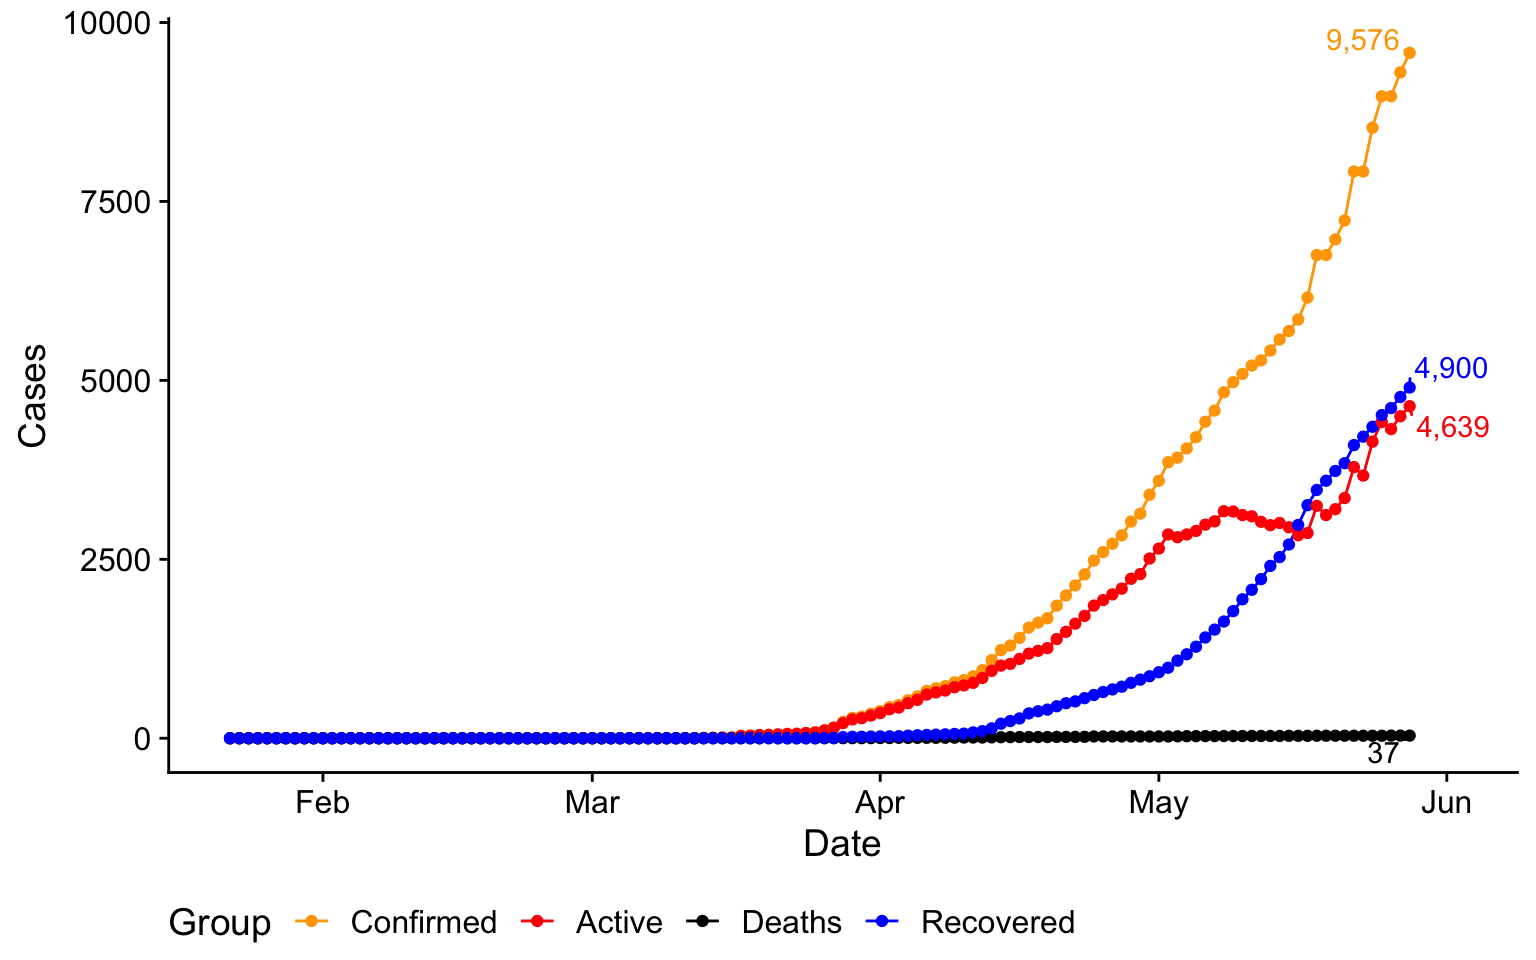 10000
9,576
7500
Cases
5000
4,900
4,639
2500
0
37
Feb Mar Apr May Jun
Date
Group Confirmed Active Deaths Recovered